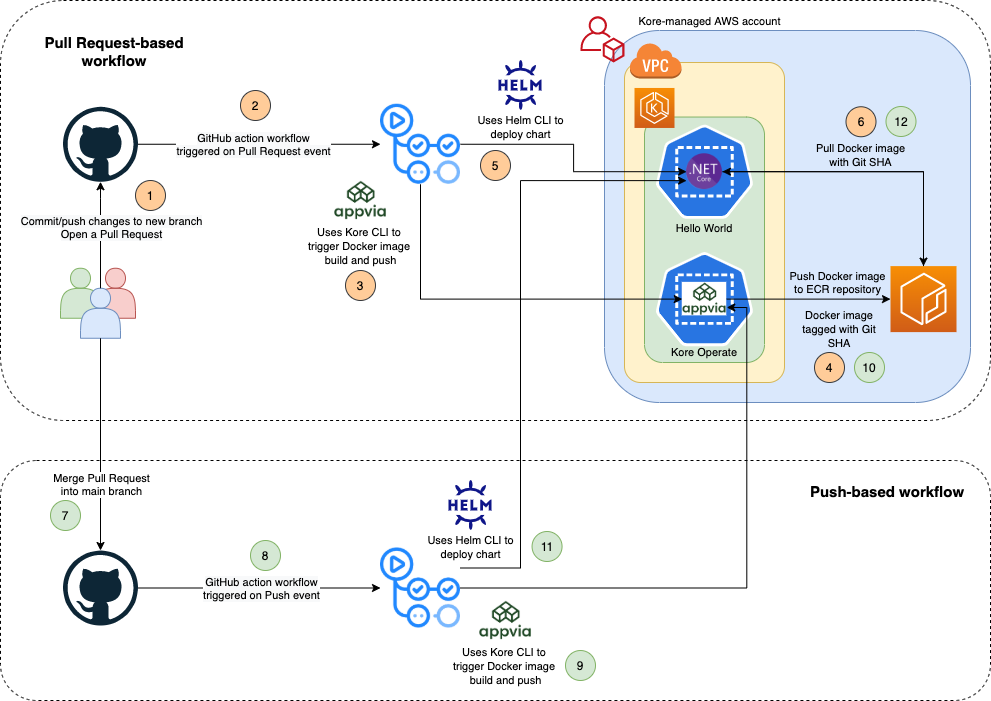 Kore-managed AWS account
Pull Request-based
workflow
VPC
K
HELM
Uses Helm CLI to
deploy chart
5
2
GitHub action workflow
triggered on Pull Request event
6
12
Pull Docker image
with Git SHA
.NET
Core
Hello World
1
Commit/push changes to new branch
Open a Pull Request
appvia
Uses Kore CLI to
trigger Docker image
build and push
3
appvia
Kore Operate
Push Docker image
to ECR repository
Docker image
tagged with Git
SHA
4
10
Merge Pull Request
into main branch
7
Push-based workflow
HELM
Uses Helm CLI to
deploy chart
11
8
GitHub action workflow
triggered on Push event
appvia
Uses Kore CLI to
trigger Docker image
build and push
9